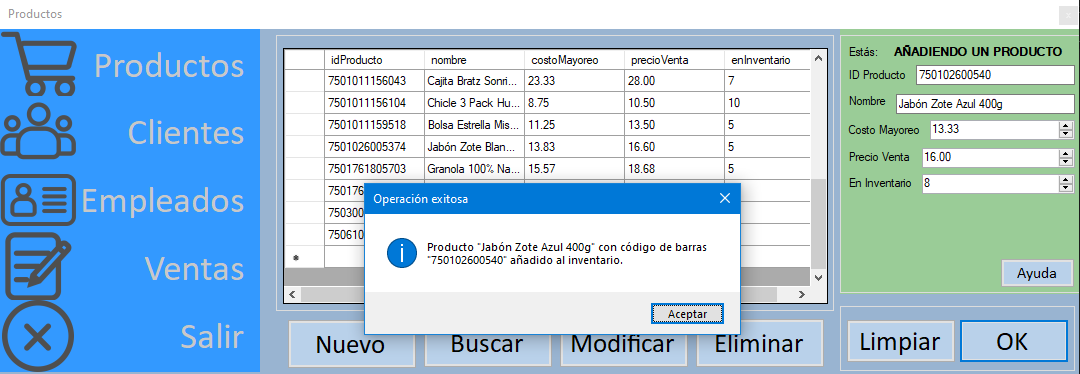 Productos
Productos
Clientes
Empleados
Ventas
Salir
idProducto nombre costoMayoreo precioVenta enInventario
7501011156043 Cajita Bratz Sonri... 23.33 28.00 7
7501011156104 Chicle 3 Pack Hu... 8.75 10.50 10
7501011159518 Bolsa Estrella Mis... 11.25 13.50 5
7501026005374 Jabón Zote Blan... 13.83 16.60 5
7501761805703 Granola 100% Na... 15.57 18.68 5
750176
750300
750610
*
Operación exitosa
Producto "Jabón Zote Azul 400g" con código de barras
"750102600540" añadido al inventario.
Aceptar
Nuevo
Buscar
Modificar
Eliminar
Estás: AÑADIENDO UN PRODUCTO
ID Producto 750102600540
Nombre Jabón Zote Azul 400g
Costo Mayoreo 13.33
Precio Venta 16.00
En Inventario 8
Ayuda
Limpiar
OK